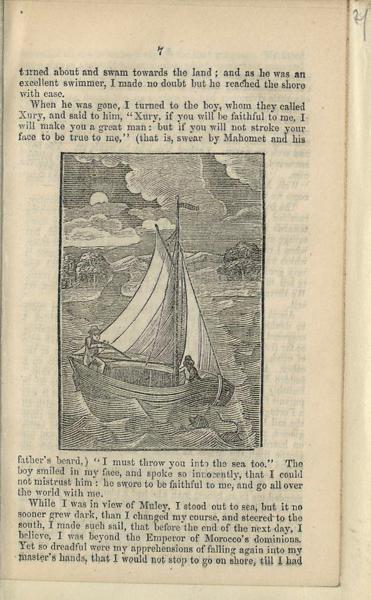 7
turned about and swam towards the land; and as he was an
excellent swimmer, I made no doubt but he reached the shore
with ease.
When he was gone, I turned to the boy, whom they called
Xury, and said to him, "Xury, if you will be faithful to me, I
will make you a great man: but if you will not stroke your
face to be true to me," (that is, swear by Mahomet and his
father's beard,) "I must throw you into the sea too." The
boy smiled in my face, and spoke so innocently, that I could
not mistrust him: he swore to be faithful to me, and go all over
the world with me.
While I was in view of Muley, I stood out to sea, but it no
sooner grew dark, than I changed my course, and steered to the
south, I made such sail, that before the end of the next day, I
believe, I was beyond the Emperor of Morocco's dominions.
Yet so dreadful were my apprehensions of falling again into my
master's hands, that I would not stop to go on shore, till I had